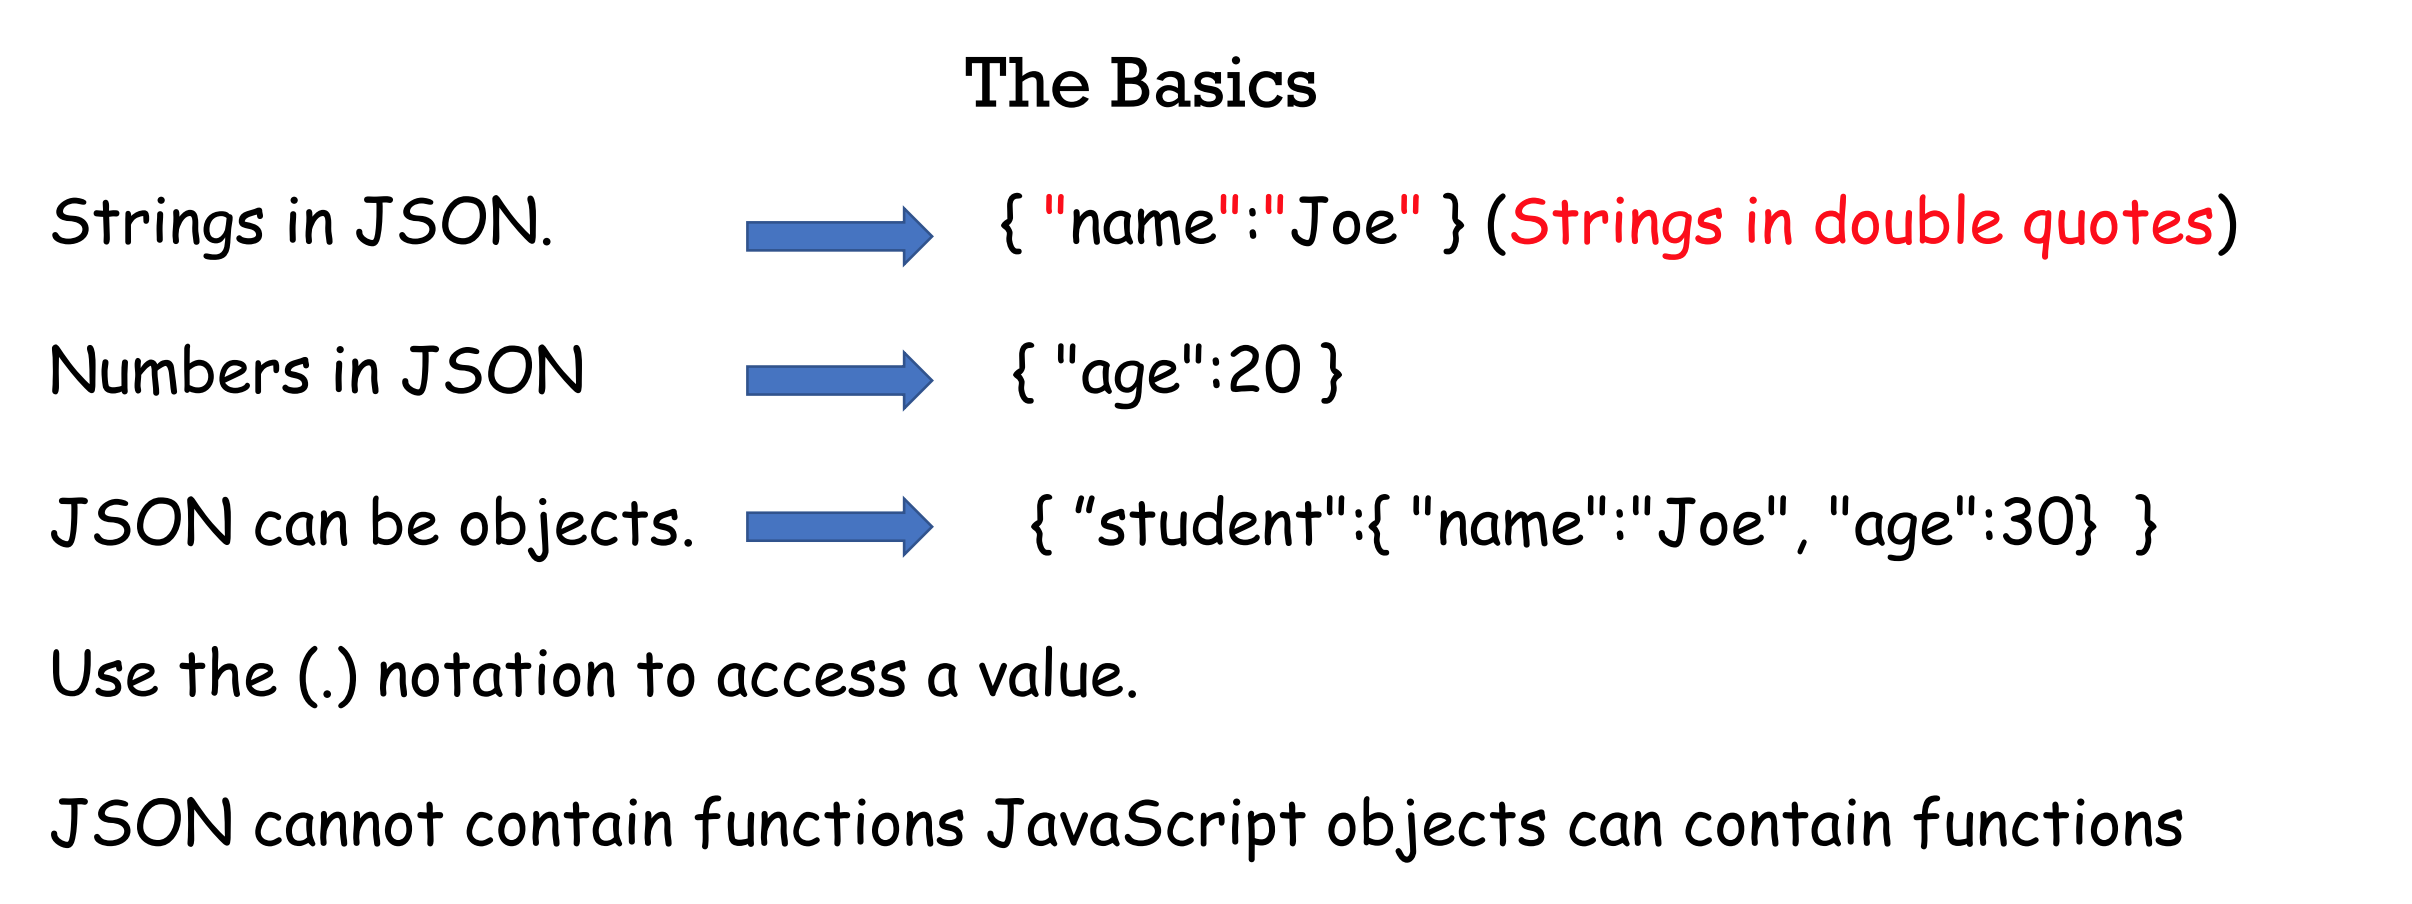 The Basics
Strings in JSON. { "name":"Joe" } (Strings in double quotes)
Numbers in JSON { "age":20 }
JSON can be objects. { ”student":{ "name":"Joe", "age":30} }
Use the (.) notation to access a value.
JSON cannot contain functions JavaScript objects can contain functions